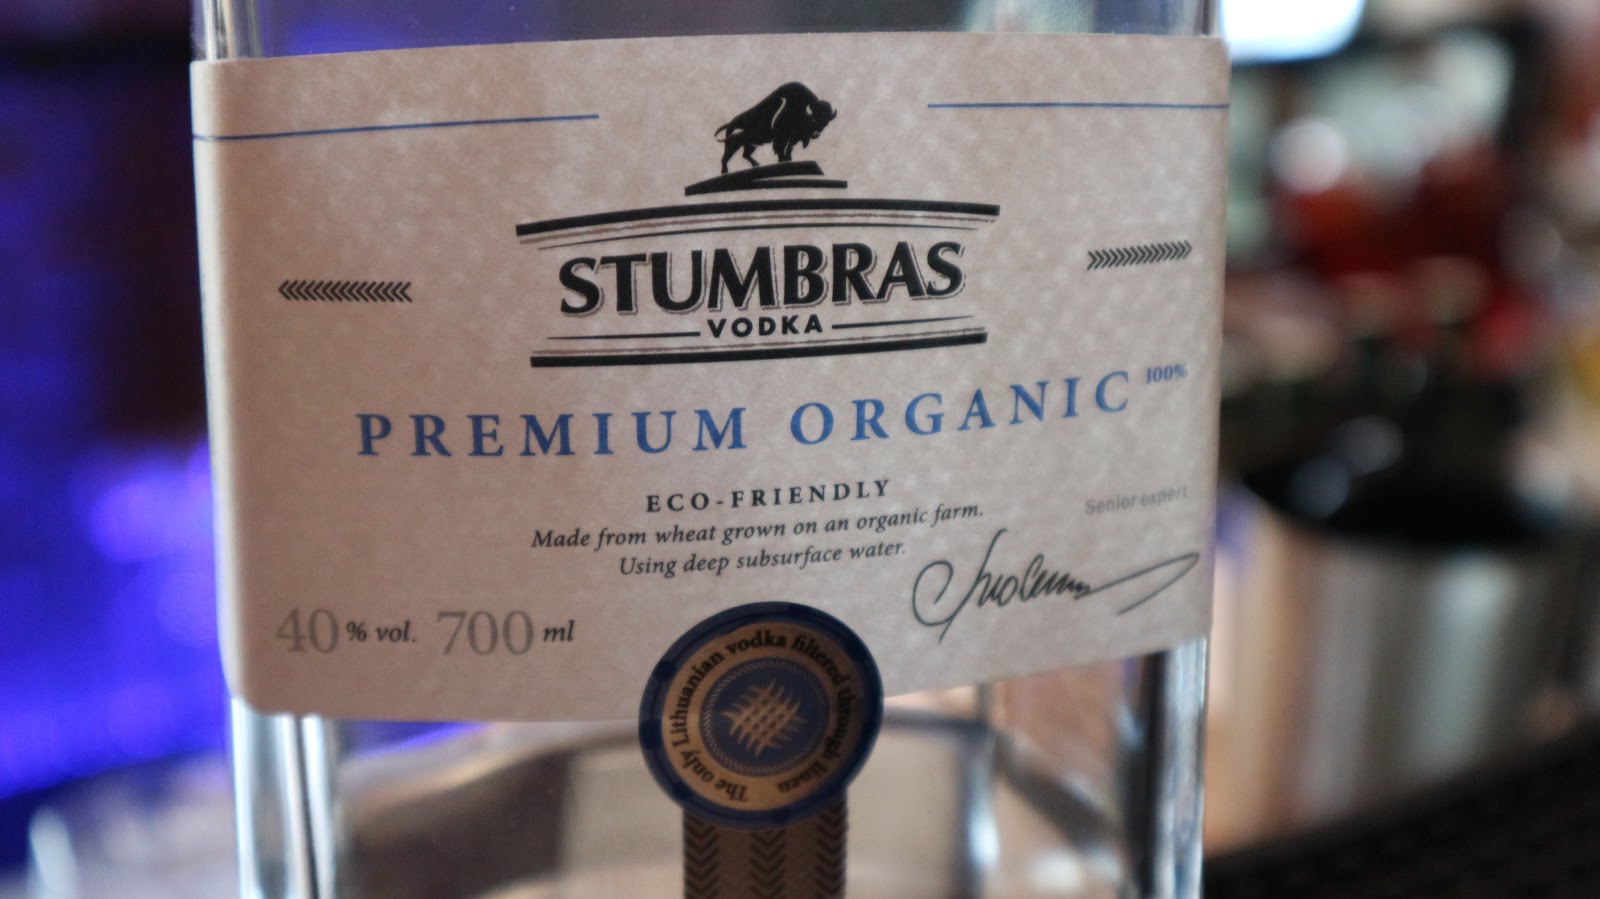 STUMBRAS
VODKA
PREMIUM ORGANIC 100%
ECO-FRIENDLY
Made from wheat grown on an organic farm.
Using deep subsurface water.
Senior expert
40 % vol. 700 ml
The only Lithuanian vodka filtered through linen